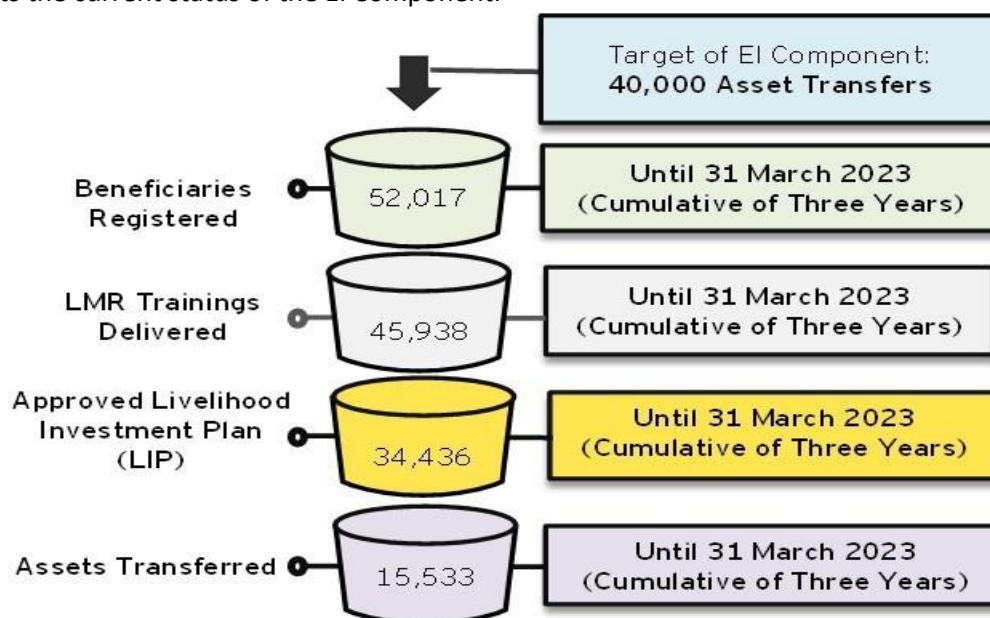 the current status of the EI Component.
Target of EI Component:
40,000 Asset Transfers
Beneficiaries
Registered
52,017
Until 31 March 2023
(Cumulative of Three Years)
LMR Trainings
Delivered
45,938
Until 31 March 2023
(Cumulative of Three Years)
Approved Livelihood
Investment Plan
(LIP)
34,436
Until 31 March 2023
(Cumulative of Three Years)
Assets Transferred
15,533
Until 31 March 2023
(Cumulative of Three Years)